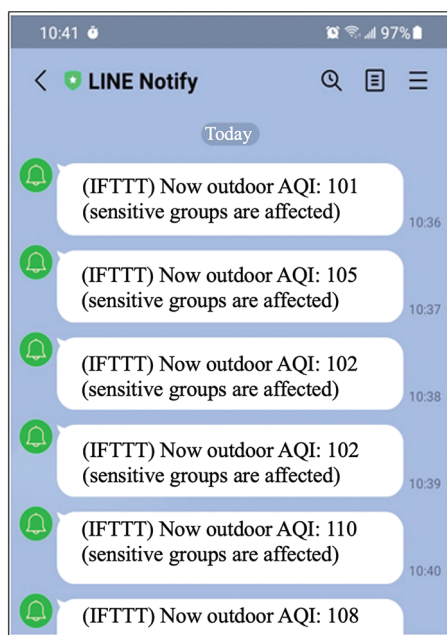 10:41 97%
LINE Notify
Today
(IFTTT) Now outdoor AQI: 101
(sensitive groups are affected)
10:36
(IFTTT) Now outdoor AQI: 105
(sensitive groups are affected)
10:37
(IFTTT) Now outdoor AQI: 102
(sensitive groups are affected)
10:38
(IFTTT) Now outdoor AQI: 102
(sensitive groups are affected)
10:39
(IFTTT) Now outdoor AQI: 110
(sensitive groups are affected)
10:40
(IFTTT) Now outdoor AQI: 108